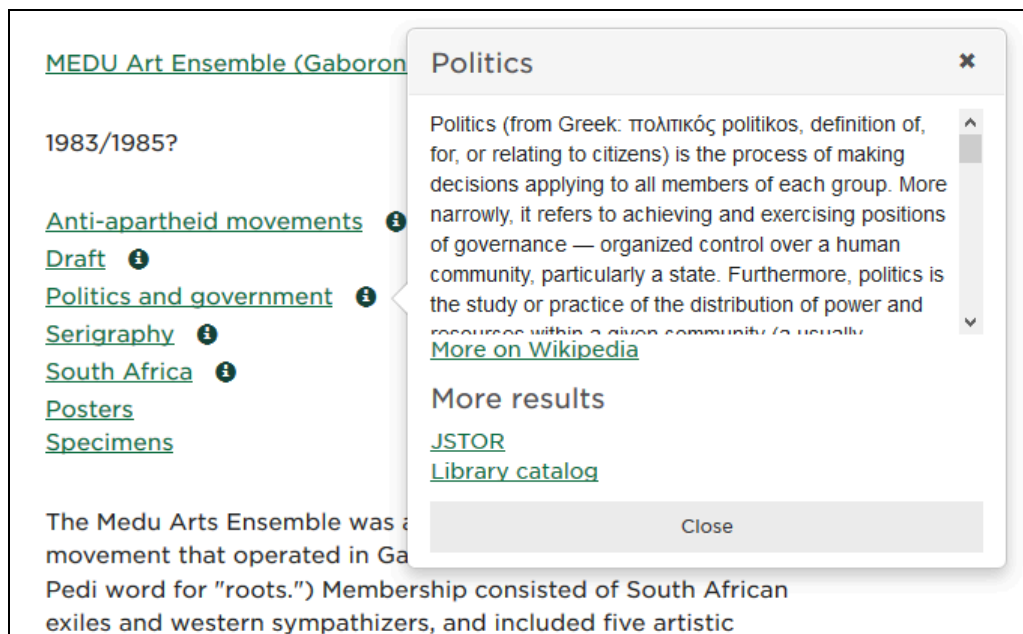 MEDU Art Ensemble (Gaboron
1983/1985?
Anti-apartheid movements
Draft
Politics and government
Serigraphy
South Africa
Posters
Specimens
The Medu Arts Ensemble was a
movement that operated in Ga
Pedi word for "roots.") Membership consisted of South African
exiles and western sympathizers, and included five artistic
Politics
Politics (from Greek: πολιτικός politikos, definition of,
for, or relating to citizens) is the process of making
decisions applying to all members of each group. More
narrowly, it refers to achieving and exercising positions
of governance — organized control over a human
community, particularly a state. Furthermore, politics is
the study or practice of the distribution of power and
resources within a given community (a usually
More on Wikipedia
More results
JSTOR
Library catalog
Close